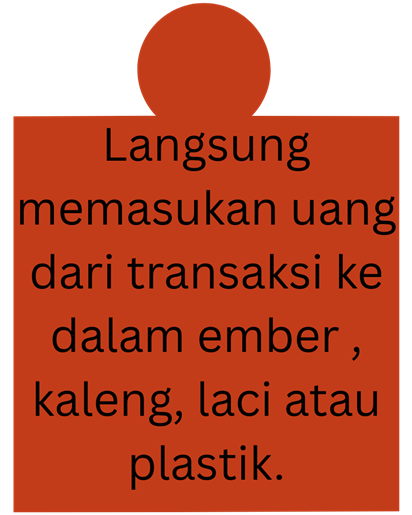 Langsung
memasukan uang
dari transaksi ke
dalam ember ,
kaleng, laci atau
plastik.